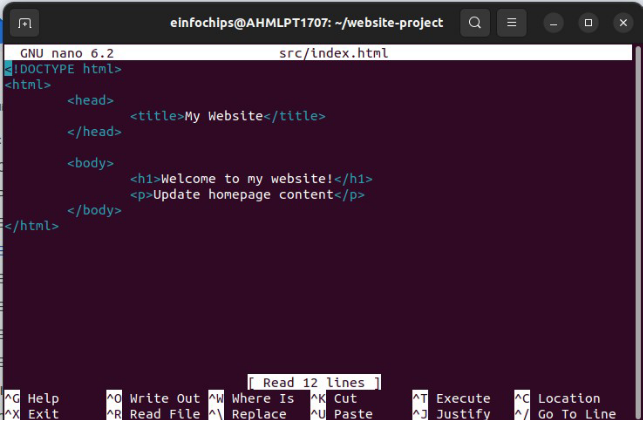 einfochips@AHMLPT1707: ~/website-project
GNU nano 6.2 src/index.html
<!DOCTYPE html>
<html>
<head>
<title>My Website</title>
</head>
<body>
<h1>Welcome to my website!</h1>
<p>Update homepage content</p>
</body>
</html>
[ Read 12 lines ]
^G Help ^O Write Out ^W Where Is ^K Cut ^T Execute ^C Location
^X Exit ^R Read File ^\ Replace ^U Paste ^J Justify ^/ Go To Line